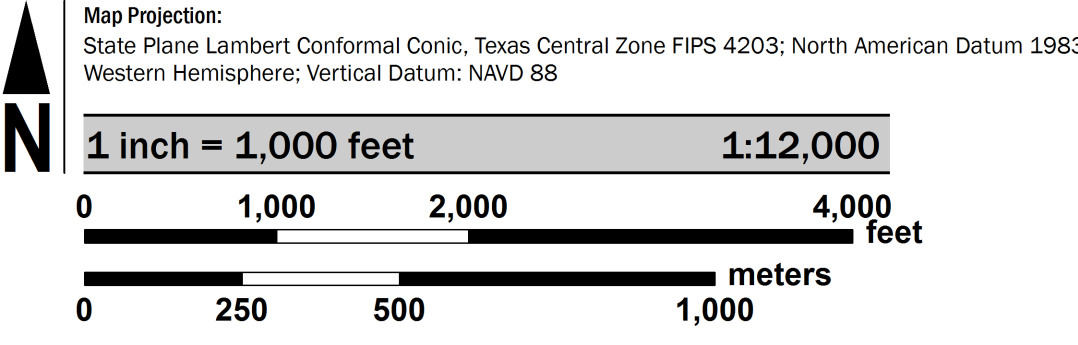 Map Projection:
State Plane Lambert Conformal Conic, Texas Central Zone FIPS 4203; North American Datum 1983
Western Hemisphere; Vertical Datum: NAVD 88
N
1 inch = 1,000 feet 1:12,000
0 1,000 2,000 4,000
feet
meters
0 250 500 1,000